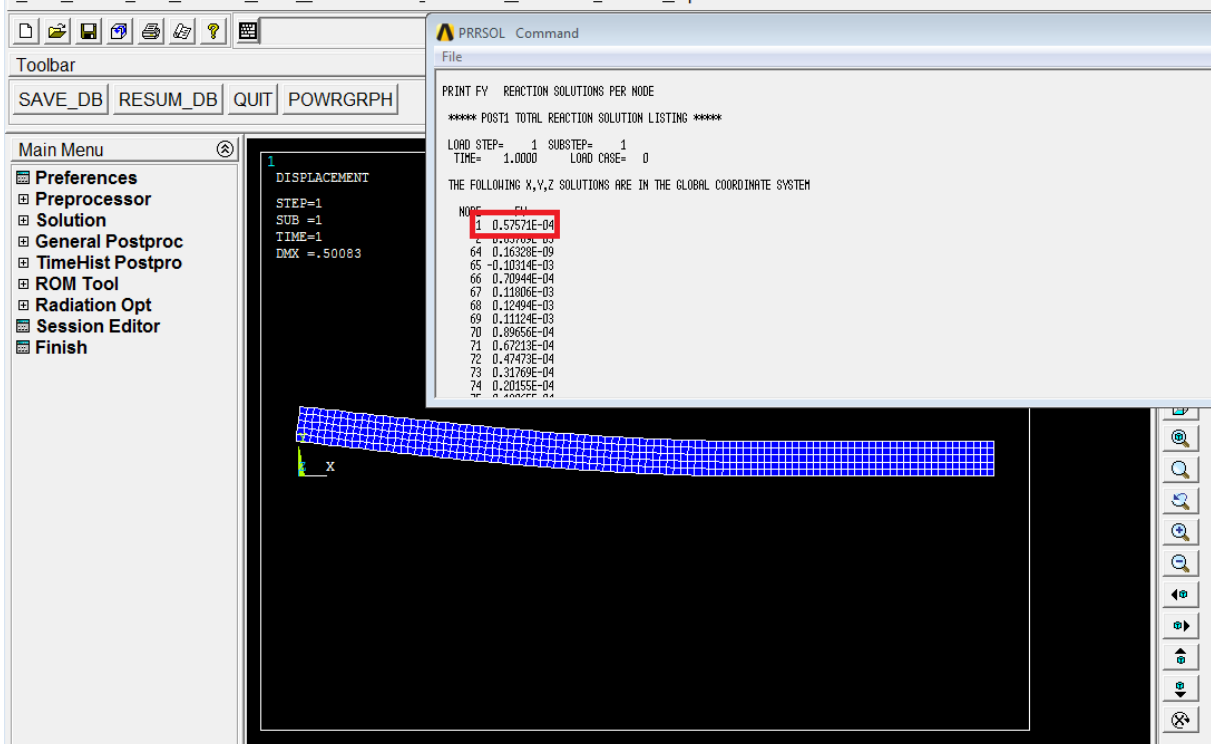 PRRSOL Command
File
Toolbar
SAVE_DB RESUM_DB QUIT POWRGRPH
PRINT FY REACTION SOLUTIONS PER NODE
***** POST1 TOTAL REACTION SOLUTION LISTING *****
LOAD STEP= 1 SUBSTEP= 1
TIME= 1.0000 LOAD CASE= 0
THE FOLLOWING X,Y,Z SOLUTIONS ARE IN THE GLOBAL COORDINATE SYSTEM
NODE FY
1 0.57571E-04
2
64 0.16328E-09
65 -0.10314E-03
66 0.70944E-04
67 0.11806E-03
68 0.12494E-03
69 0.11124E-03
70 0.89656E-04
71 0.67213E-04
72 0.47473E-04
73 0.31769E-04
74 0.20155E-04
Main Menu
Preferences
Preprocessor
Solution
General Postproc
TimeHist Postpro
ROM Tool
Radiation Opt
Session Editor
Finish
1
DISPLACEMENT
STEP=1
SUB =1
TIME=1
DMX =.50083
Y
Z X